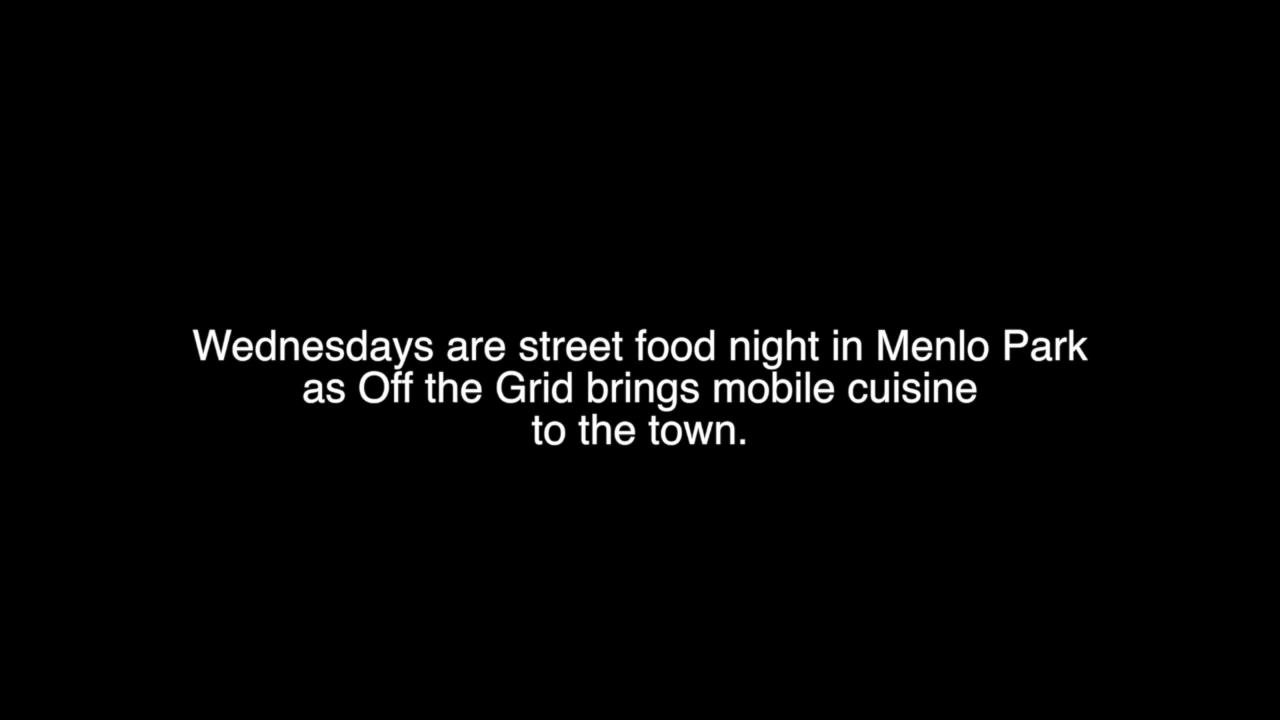 Wednesdays are street food night in Menlo Park
as Off the Grid brings mobile cuisine
to the town.